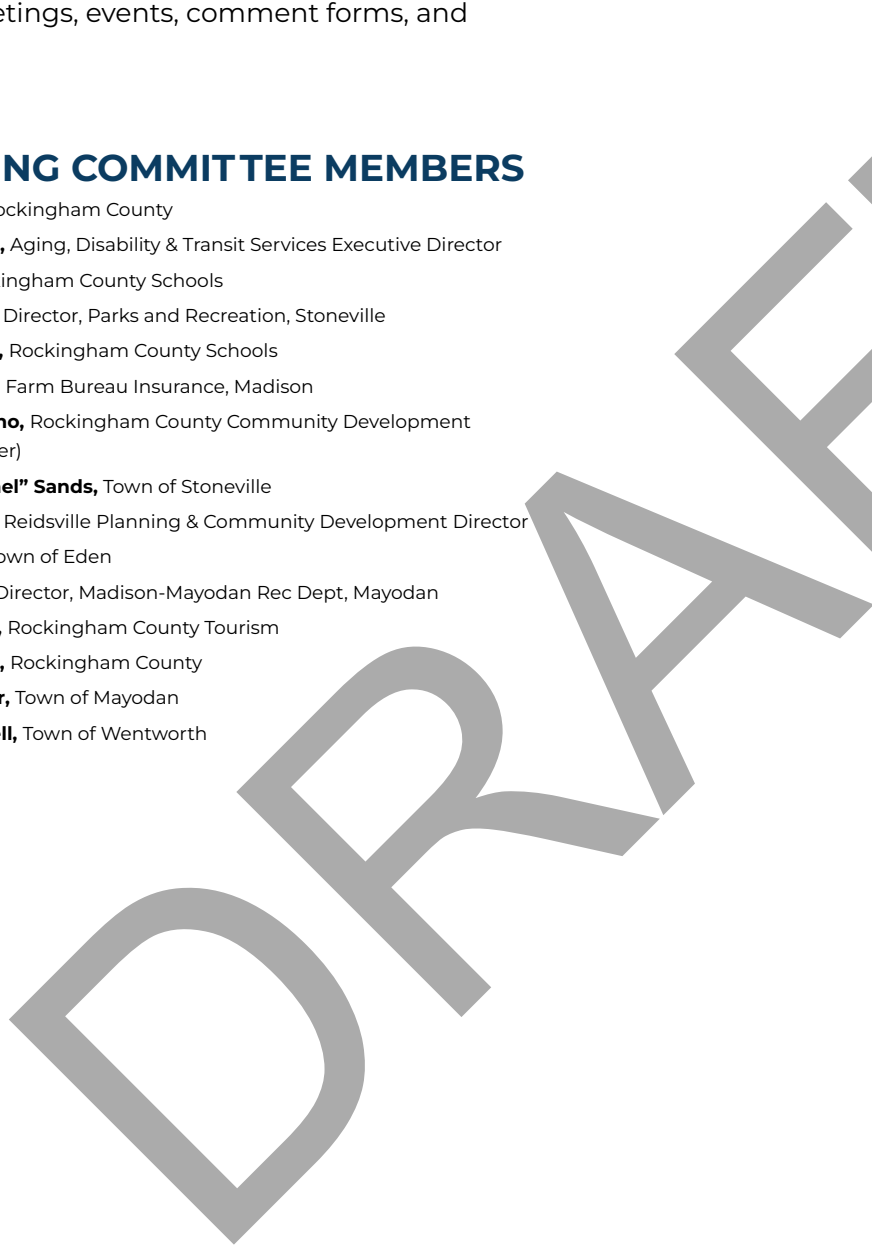 etings, events, comment forms, and
NG COMMITTEE MEMBERS
ockingham County
, Aging, Disability & Transit Services Executive Director
ingham County Schools
Director, Parks and Recreation, Stoneville
, Rockingham County Schools
Farm Bureau Insurance, Madison
no, Rockingham County Community Development
er)
el” Sands, Town of Stoneville
Reidsville Planning & Community Development Director
own of Eden
Director, Madison-Mayodan Rec Dept, Mayodan
, Rockingham County Tourism
, Rockingham County
r, Town of Mayodan
ll, Town of Wentworth
DRAF